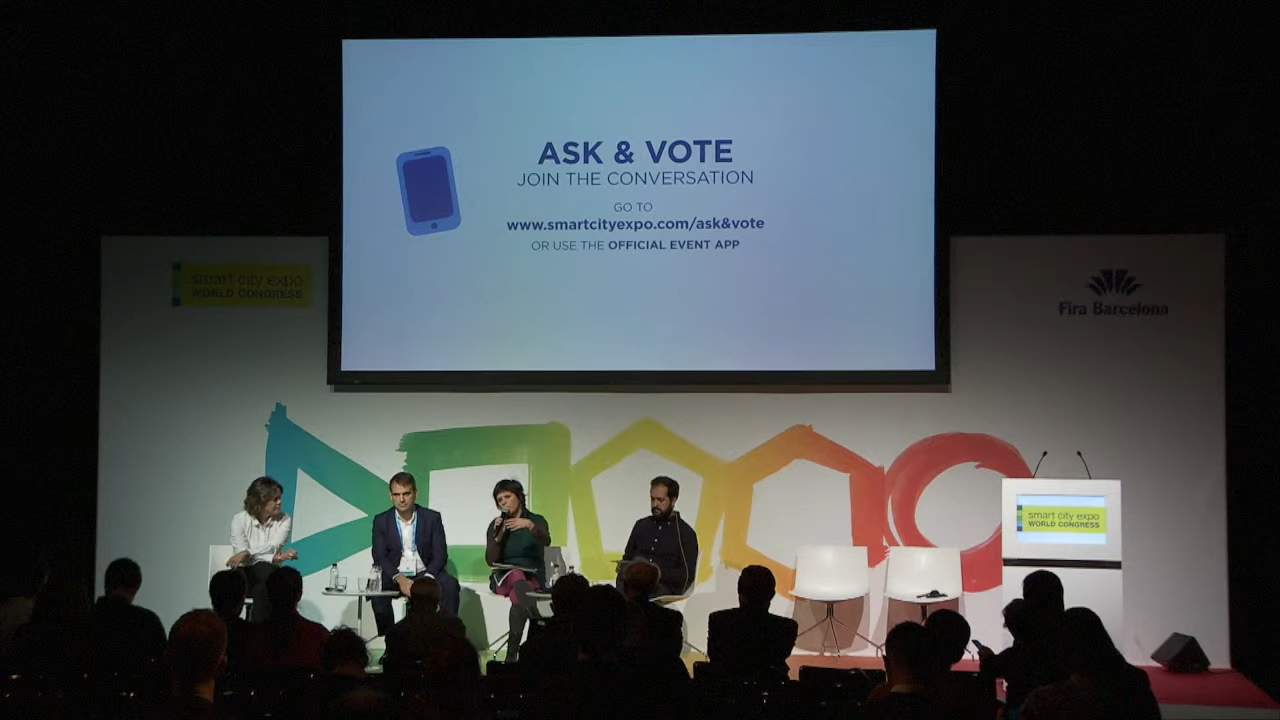 ASK & VOTE
JOIN THE CONVERSATION
GO TO
www.smartcityexpo.com/ask&vote
OR USE THE OFFICIAL EVENT APP
smart city expo
WORLD CONGRESS
Fira Barcelona
smart city expo
WORLD CONGRESS